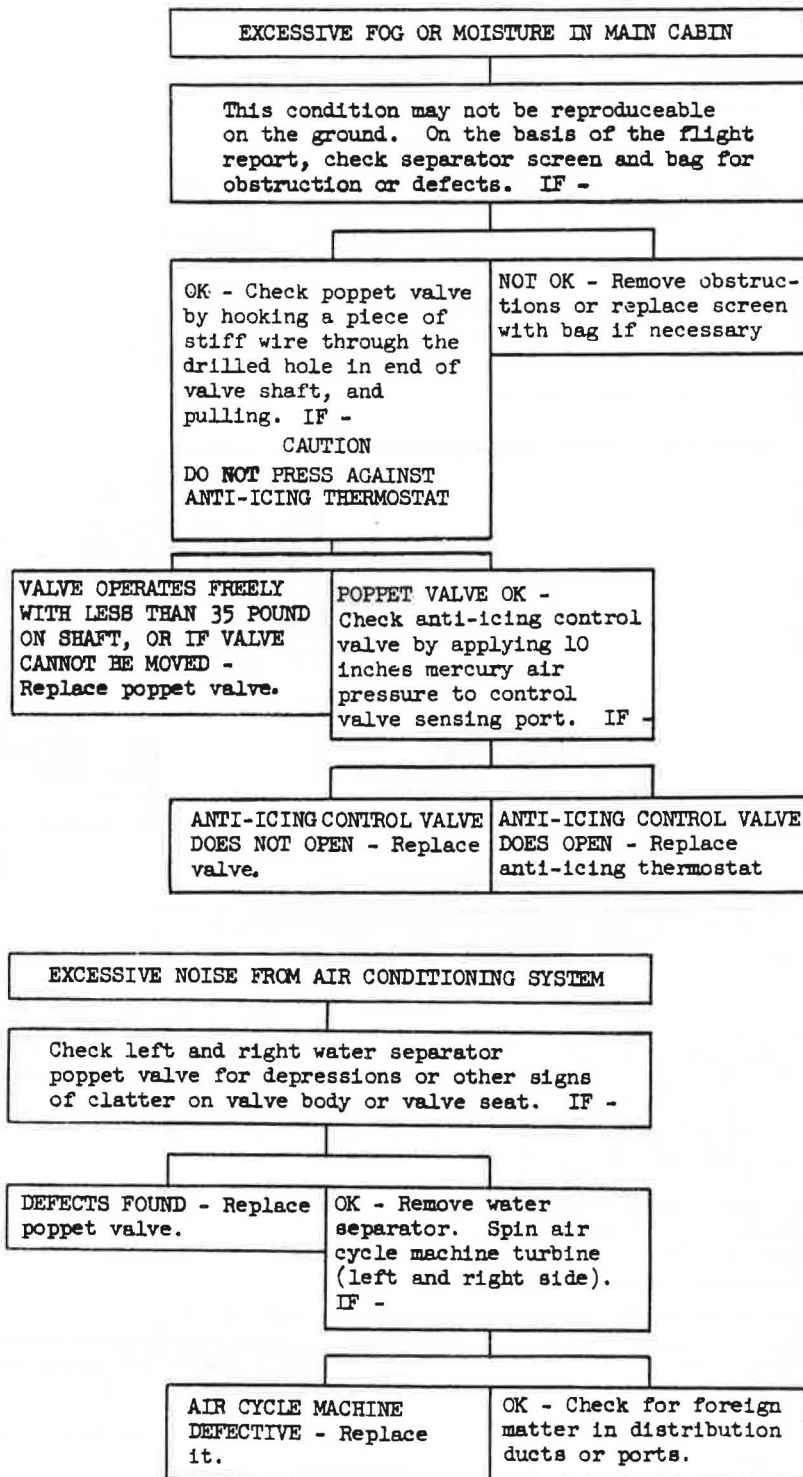 EXCESSIVE FOG OR MOISTURE IN MAIN CABIN
This condition may not be reproduceable
on the ground. On the basis of the flight
report, check separator screen and bag for
obstruction or defects. IF -
OK - Check poppet valve
by hooking a piece of
stiff wire through the
drilled hole in end of
valve shaft, and
pulling. IF -
CAUTION
DO NOT PRESS AGAINST
ANTI-ICING THERMOSTAT
NOT OK - Remove obstruc-
tions or replace screen
with bag if necessary
VALVE OPERATES FREELY
WITH LESS THAN 35 POUND
ON SHAFT, OR IF VALVE
CANNOT BE MOVED -
Replace poppet valve.
POPPET VALVE OK -
Check anti-icing control
valve by applying 10
inches mercury air
pressure to control
valve sensing port. IF -
ANTI-ICING CONTROL VALVE
DOES NOT OPEN - Replace
valve.
ANTI-ICING CONTROL VALVE
DOES OPEN - Replace
anti-icing thermostat
EXCESSIVE NOISE FROM AIR CONDITIONING SYSTEM
Check left and right water separator
poppet valve for depressions or other signs
of clatter on valve body or valve seat. IF -
DEFECTS FOUND - Replace
poppet valve.
OK - Remove water
separator. Spin air
cycle machine turbine
(left and right side).
IF -
AIR CYCLE MACHINE
DEFECTIVE - Replace
it.
OK - Check for foreign
matter in distribution
ducts or ports.